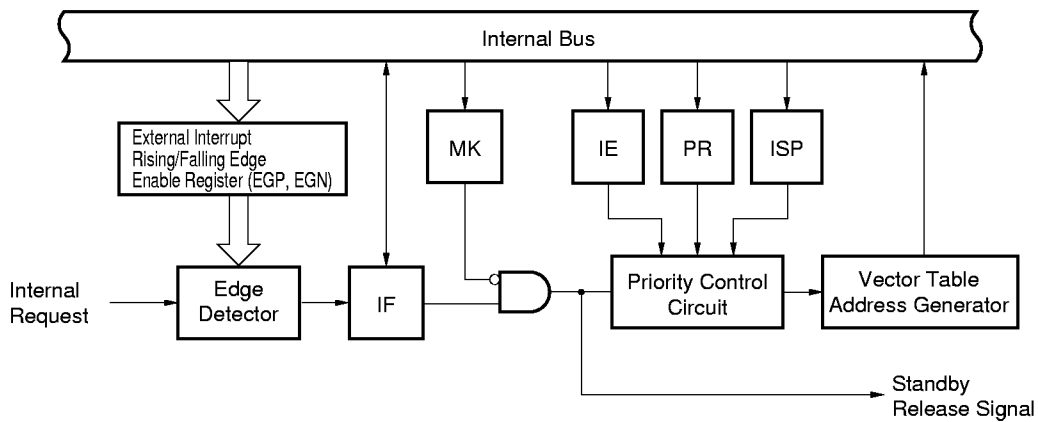 Internal Bus
External Interrupt
Rising/Falling Edge
Enable Register (EGP, EGN)
MK
IE
PR
ISP
Internal
Request
Edge
Detector
IF
Priority Control
Circuit
Vector Table
Address Generator
Standby
Release Signal